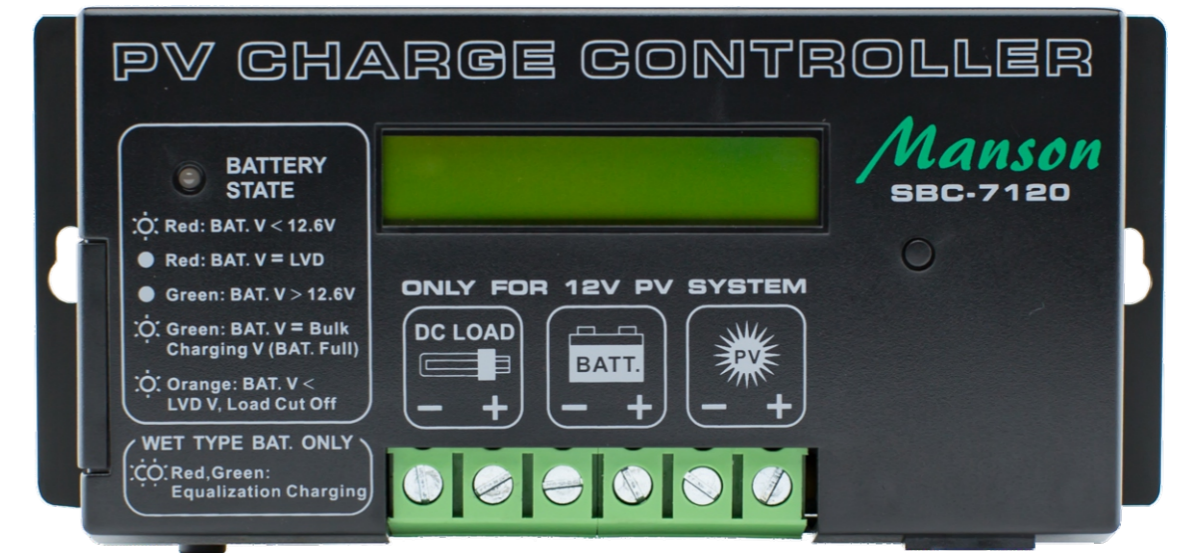 PV CHARGE CONTROLLER
Manson
SBC-7120
BATTERY
STATE
Red: BAT. V < 12.6V
Red: BAT. V = LVD
Green: BAT. V > 12.6V
Green: BAT. V = Bulk
Charging V (BAT. Full)
Orange: BAT. V <
LVD V, Load Cut Off
WET TYPE BAT. ONLY
Red,Green:
Equalization Charging
ONLY FOR 12V PV SYSTEM
DC LOAD
− +
BATT.
− +
PV
− +